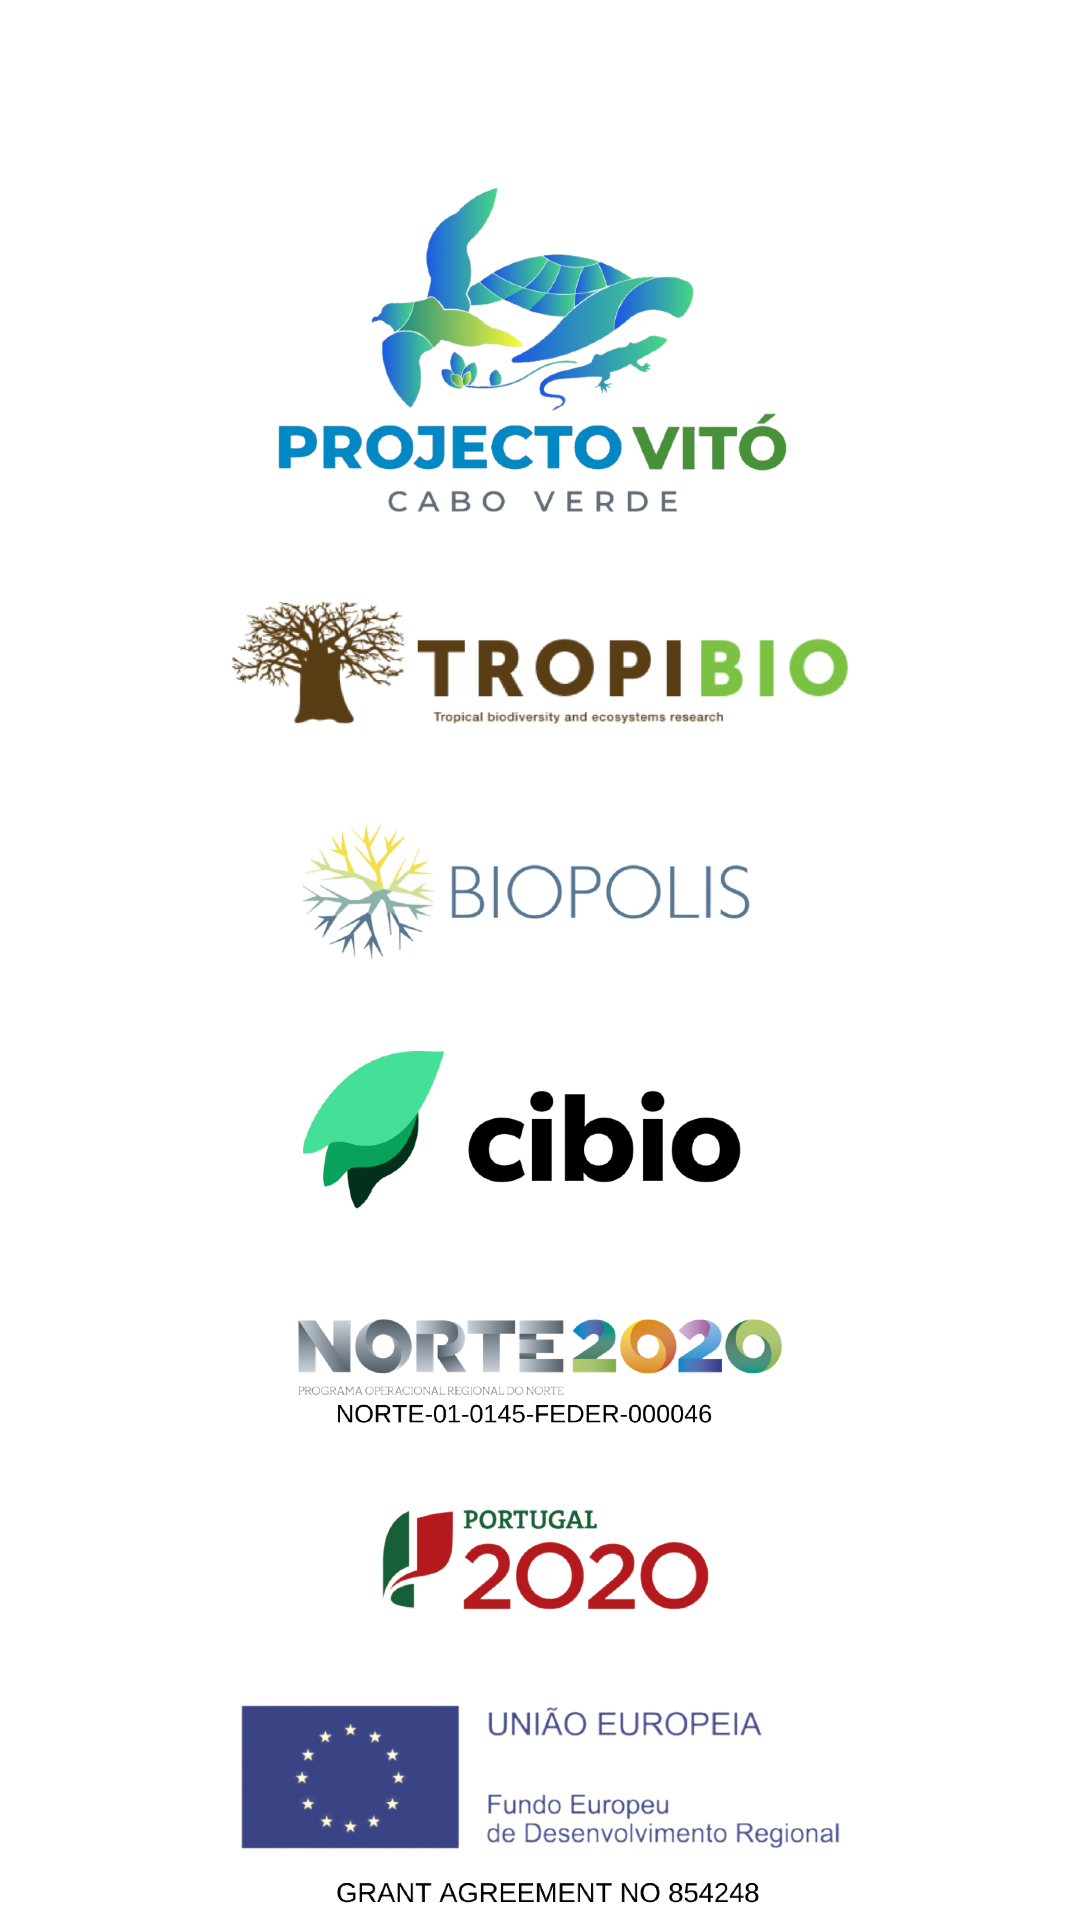 PROJECTO VITÓ
CABO VERDE
TROPIBIO
Tropical biodiversity and ecosystems research
BIOPOLIS
cibio
NORTE2020
PROGRAMA OPERACIONAL REGIONAL DO NORTE
NORTE-01-0145-FEDER-000046
PORTUGAL
2020
UNIÃO EUROPEIA
Fundo Europeu
de Desenvolvimento Regional
GRANT AGREEMENT NO 854248